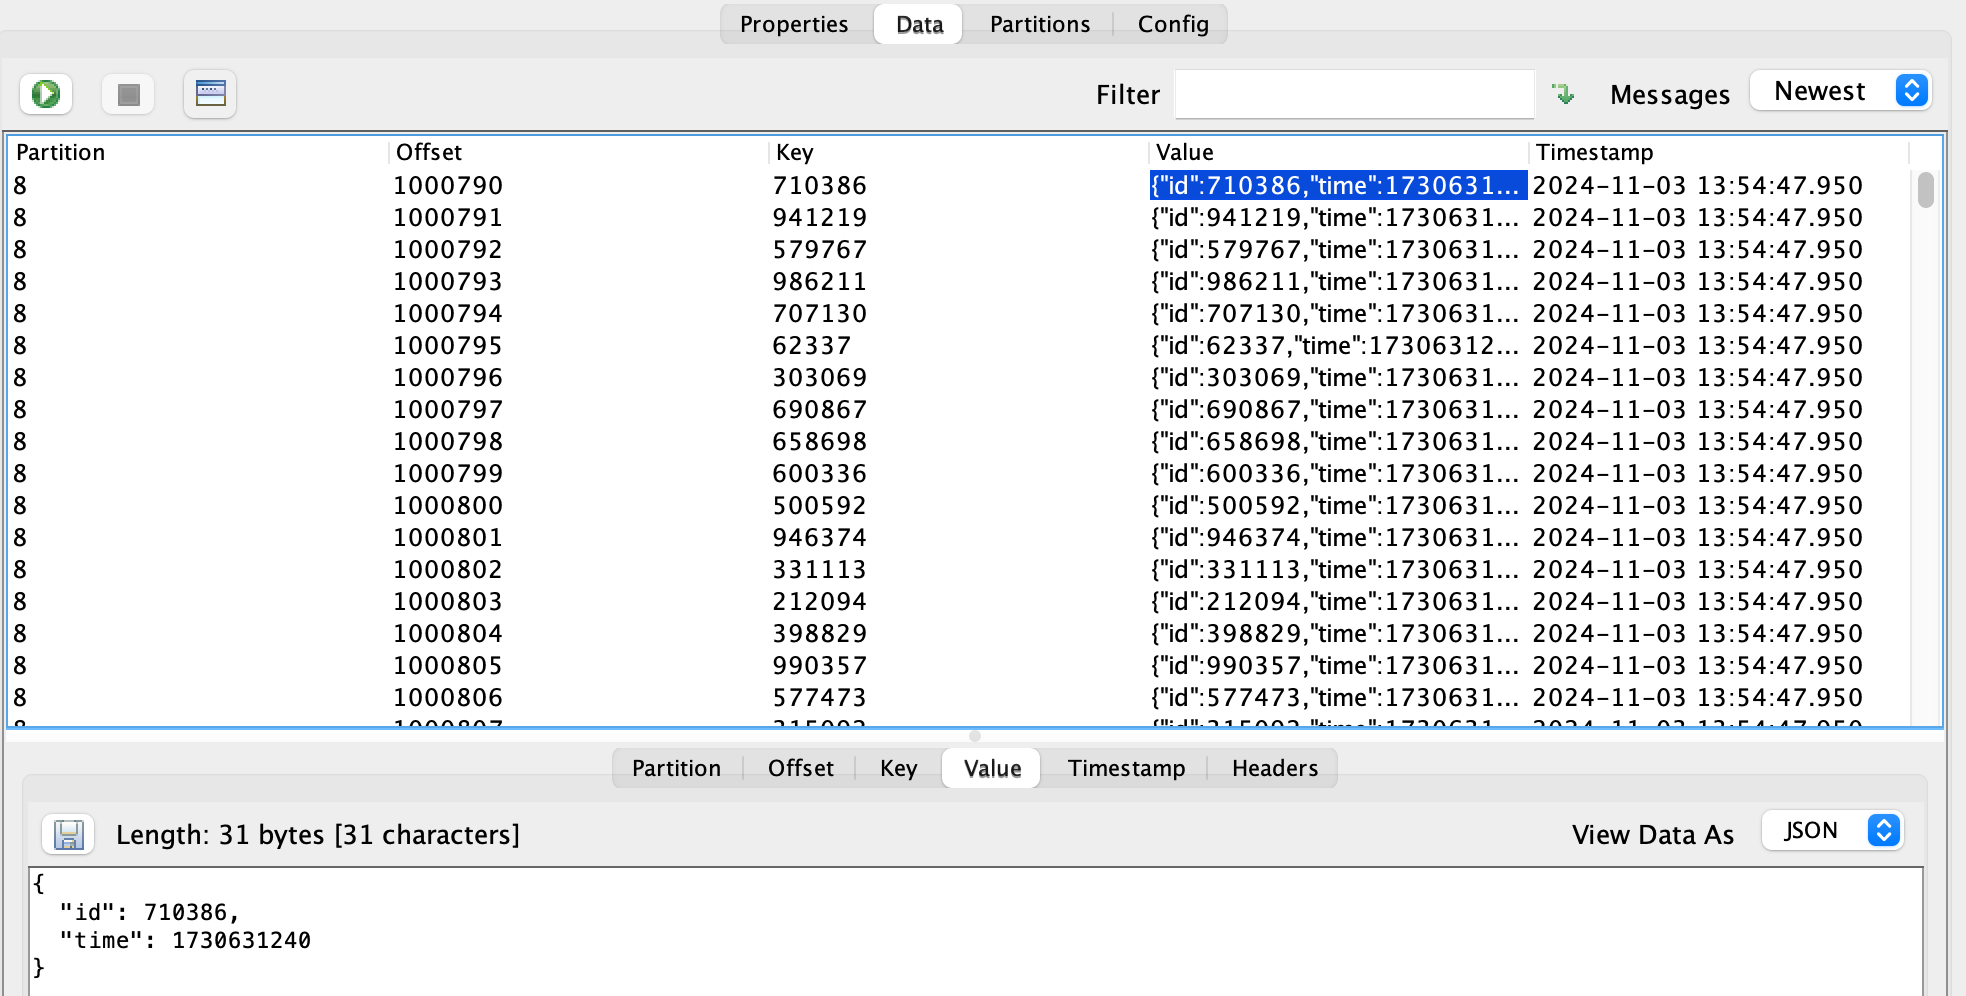 Properties Data Partitions Config
Filter Messages Newest
Partition Offset Key Value Timestamp
8 1000790 710386 {"id":710386,"time":1730631... 2024-11-03 13:54:47.950
8 1000791 941219 {"id":941219,"time":1730631... 2024-11-03 13:54:47.950
8 1000792 579767 {"id":579767,"time":1730631... 2024-11-03 13:54:47.950
8 1000793 986211 {"id":986211,"time":1730631... 2024-11-03 13:54:47.950
8 1000794 707130 {"id":707130,"time":1730631... 2024-11-03 13:54:47.950
8 1000795 62337 {"id":62337,"time":17306312... 2024-11-03 13:54:47.950
8 1000796 303069 {"id":303069,"time":1730631... 2024-11-03 13:54:47.950
8 1000797 690867 {"id":690867,"time":1730631... 2024-11-03 13:54:47.950
8 1000798 658698 {"id":658698,"time":1730631... 2024-11-03 13:54:47.950
8 1000799 600336 {"id":600336,"time":1730631... 2024-11-03 13:54:47.950
8 1000800 500592 {"id":500592,"time":1730631... 2024-11-03 13:54:47.950
8 1000801 946374 {"id":946374,"time":1730631... 2024-11-03 13:54:47.950
8 1000802 331113 {"id":331113,"time":1730631... 2024-11-03 13:54:47.950
8 1000803 212094 {"id":212094,"time":1730631... 2024-11-03 13:54:47.950
8 1000804 398829 {"id":398829,"time":1730631... 2024-11-03 13:54:47.950
8 1000805 990357 {"id":990357,"time":1730631... 2024-11-03 13:54:47.950
8 1000806 577473 {"id":577473,"time":1730631... 2024-11-03 13:54:47.950
Partition Offset Key Value Timestamp Headers
Length: 31 bytes [31 characters] View Data As JSON
{
"id": 710386,
"time": 1730631240
}